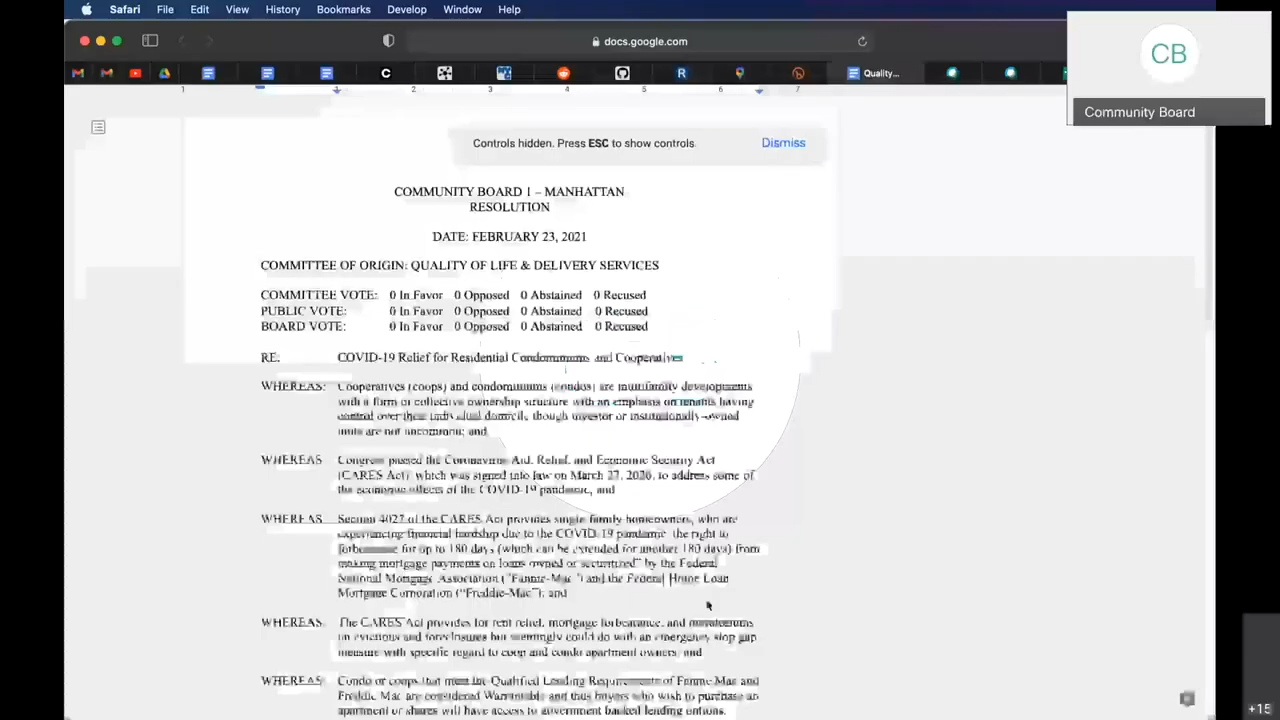 Safari File Edit View History Bookmarks Develop Window Help
docs.google.com
Quality...
CB
Community Board
1 1 2 3 4 5 6 7
Controls hidden. Press ESC to show controls. Dismiss
COMMUNITY BOARD 1 – MANHATTAN
RESOLUTION
DATE: FEBRUARY 23, 2021
COMMITTEE OF ORIGIN: QUALITY OF LIFE & DELIVERY SERVICES
COMMITTEE VOTE: 0 In Favor 0 Opposed 0 Abstained 0 Recused
PUBLIC VOTE: 0 In Favor 0 Opposed 0 Abstained 0 Recused
BOARD VOTE: 0 In Favor 0 Opposed 0 Abstained 0 Recused
RE: COVID-19 Relief for Residential Condominiums and Cooperatives
WHEREAS: Cooperatives (coops) and condominiums (condos) are multifamily developments
with a form of collective ownership structure with an emphasis on tenants having
control over their individual domicile though investor or institutionally-owned
units are not uncommon; and
WHEREAS Congress passed the Coronavirus Aid, Relief, and Economic Security Act
(CARES Act) which was signed into law on March 27, 2020, to address some of
the economic effects of the COVID-19 pandemic, and
WHEREAS Section 4022 of the CARES Act provides single family homeowners, who are
experiencing financial hardship due to the COVID-19 pandemic the right to
forbearance for up to 180 days (which can be extended for another 180 days) from
making mortgage payments on loans owned or securitized" by the Federal
National Mortgage Association ("Fannie-Mac") and the Federal Home Loan
Mortgage Corporation ("Freddie-Mac"); and
WHEREAS The CARES Act provides for rent relief, mortgage forbearance, and moratoriums
on evictions and foreclosures but seemingly could do with an emergency stop gap
measure with specific regard to coop and condo apartment owners, and
WHEREAS Condo or coops that meet the Qualified Lending Requirements of Fannie Mac and
Freddie Mac are considered Warrantable and thus buyers who wish to purchase an
apartment or shares will have access to government backed lending options.
+15